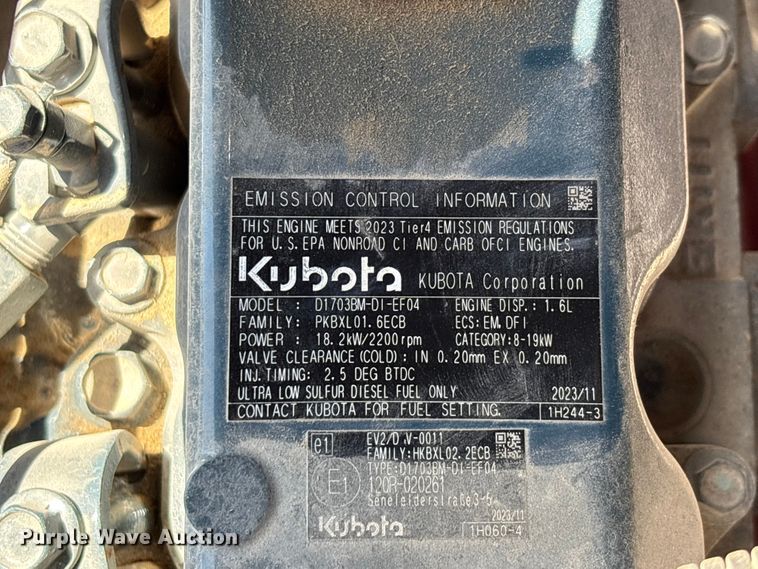 EMISSION CONTROL INFORMATION
THIS ENGINE MEETS 2023 Tier4 EMISSION REGULATIONS
FOR U.S.EPA NONROAD CI AND CARB OFCI ENGINES.
Kubota KUBOTA Corporation
MODEL : D1703BM-DI-EF04 ENGINE DISP.: 1.6L
FAMILY: PKBXL01.6ECB ECS: EM, DFI
POWER : 18.2kW/2200rpm CATEGORY: 8-19kW
VALVE CLEARANCE (COLD) : IN 0.20mm EX 0.20mm
INJ. TIMING: 2.5 DEG BTDC
ULTRA LOW SULFUR DIESEL FUEL ONLY 2023/11
CONTACT KUBOTA FOR FUEL SETTING. 1H244-3
e1 EV2/D V-0011
FAMILY:HKBXL02.2ECB
TYPE:D1703BM-DI-EF04
E1 120R-020261
Seneleiderstraße3-5
2023/11
Kubota 1H060-4
Purple Wave Auction